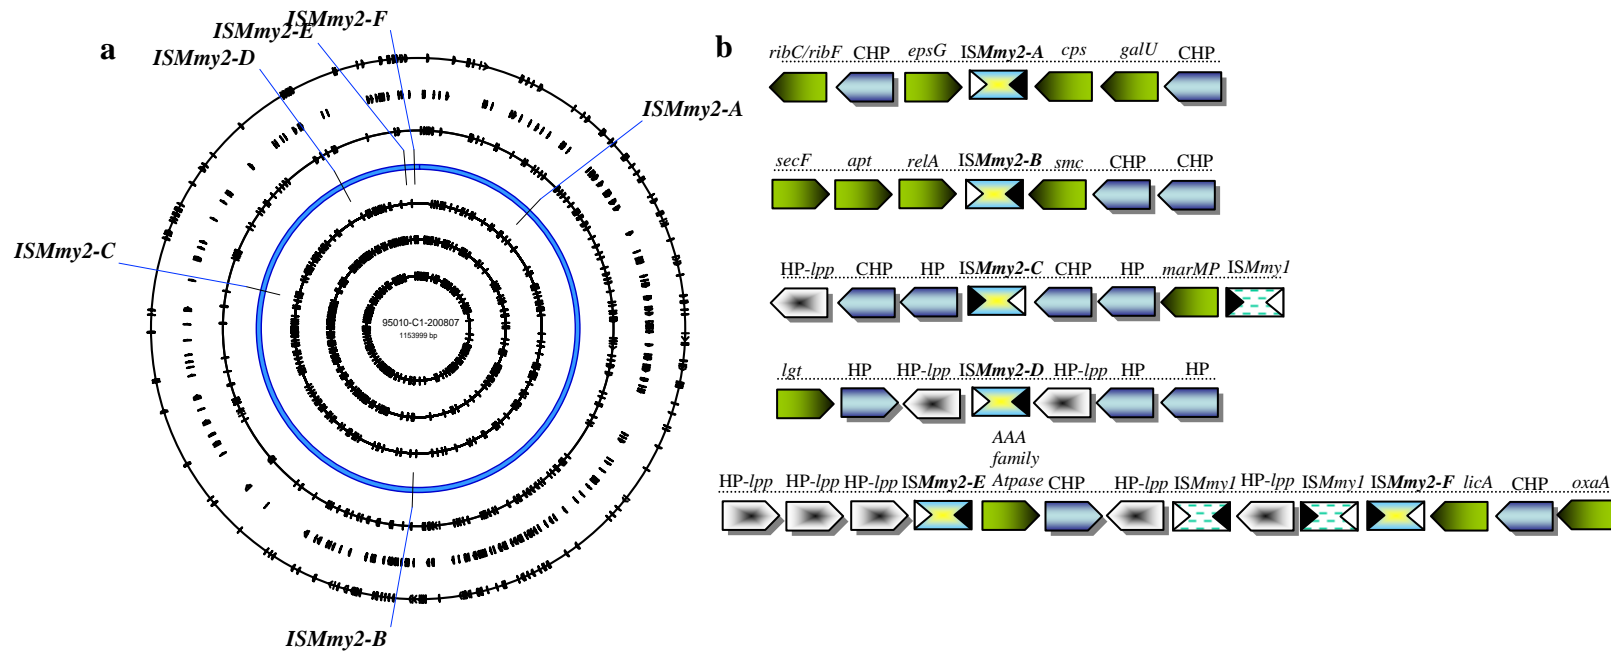 a
ISMmy2-F
ISMmy2-E
ISMmy2-D
ISMmy2-A
ISMmy2-C
95010-C1-200807
1153999 bp
ISMmy2-B
b
ribC/ribF CHP epsG ISMmy2-A cps galU CHP
secF apt relA ISMmy2-B smc CHP CHP
HP-lpp CHP HP ISMmy2-C CHP HP marMP ISMmy1
lgt HP HP-lpp ISMmy2-D HP-lpp HP HP
AAA
family
HP-lpp HP-lpp HP-lpp ISMmy2-E Atpase CHP HP-lpp ISMmy1 HP-lpp ISMmy1 ISMmy2-F licA CHP oxaA